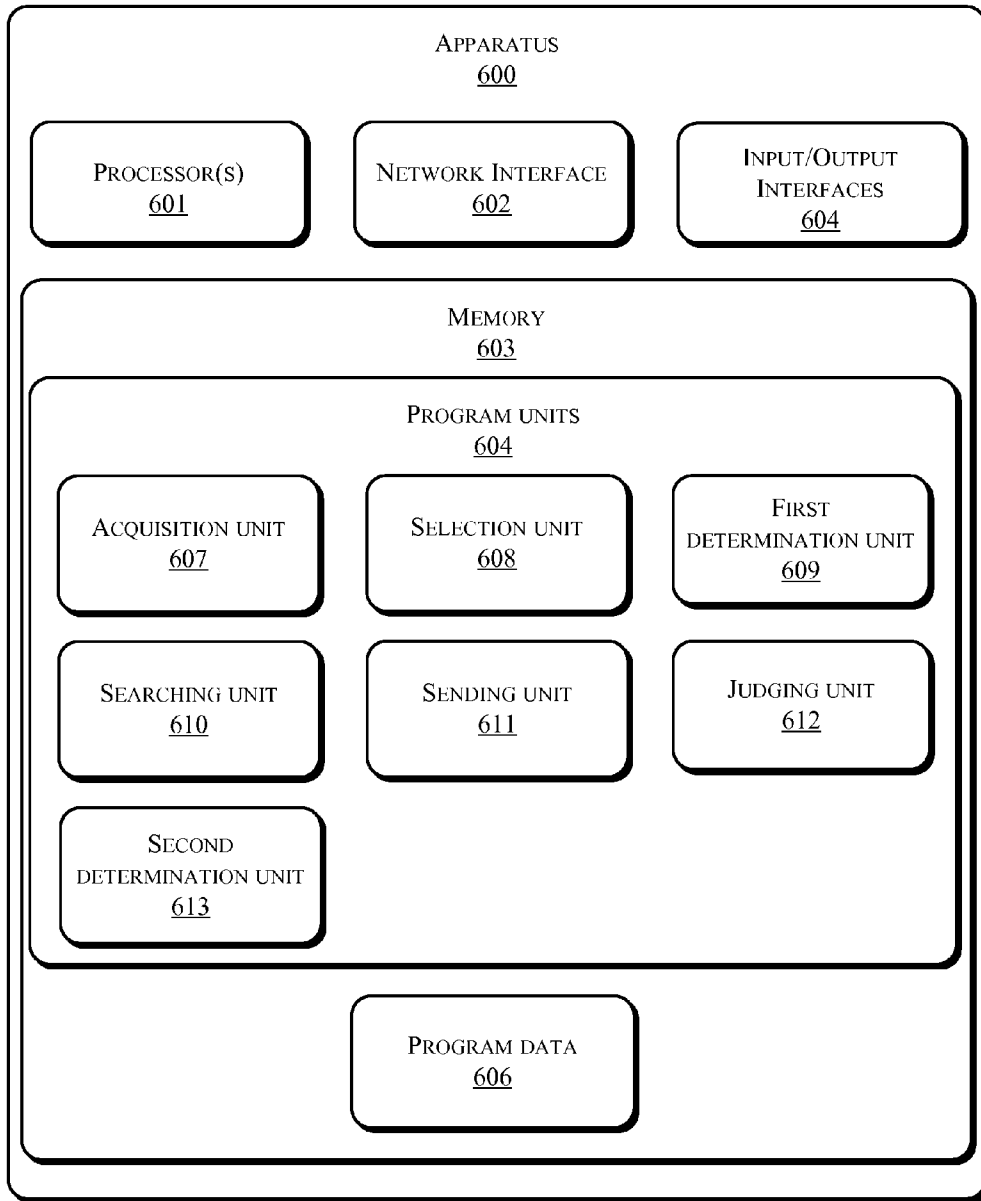 APPARATUS
600
PROCESSOR(S)
601
NETWORK INTERFACE
602
INPUT/OUTPUT
INTERFACES
604
MEMORY
603
PROGRAM UNITS
604
ACQUISITION UNIT
607
SELECTION UNIT
608
FIRST
DETERMINATION UNIT
609
SEARCHING UNIT
610
SENDING UNIT
611
JUDGING UNIT
612
SECOND
DETERMINATION UNIT
613
PROGRAM DATA
606